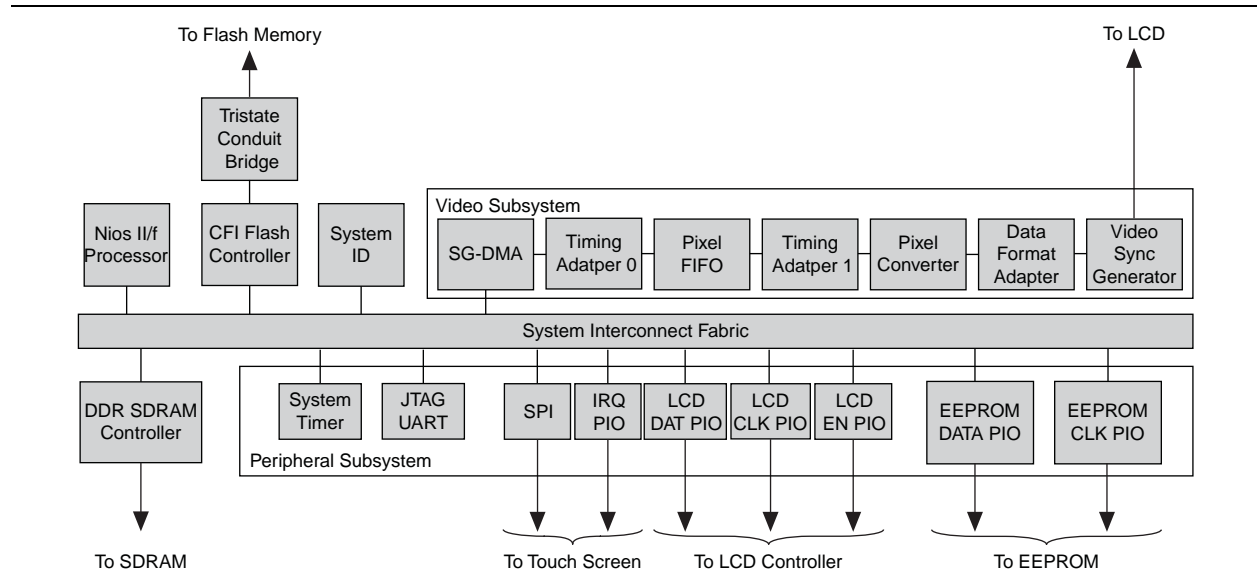 To Flash Memory
To LCD
Tristate
Conduit
Bridge
Nios II/f
Processor
CFI Flash
Controller
System
ID
Video Subsystem
SG-DMA
Timing
Adatper 0
Pixel
FIFO
Timing
Adatper 1
Pixel
Converter
Data
Format
Adapter
Video
Sync
Generator
System Interconnect Fabric
DDR SDRAM
Controller
System
Timer
JTAG
UART
SPI
IRQ
PIO
LCD
DAT PIO
LCD
CLK PIO
LCD
EN PIO
EEPROM
DATA PIO
EEPROM
CLK PIO
Peripheral Subsystem
To SDRAM
To Touch Screen
To LCD Controller
To EEPROM